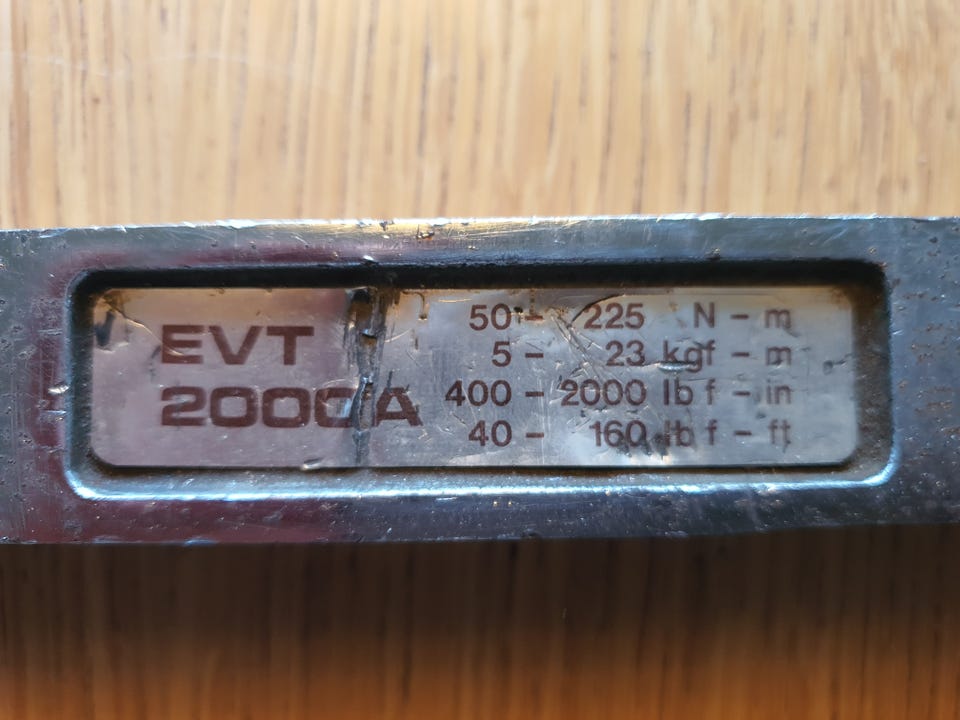 EVT
2000A
50 - 225 N - m
5 - 23 kgf - m
400 - 2000 lb f - in
40 - 160 lb f - ft